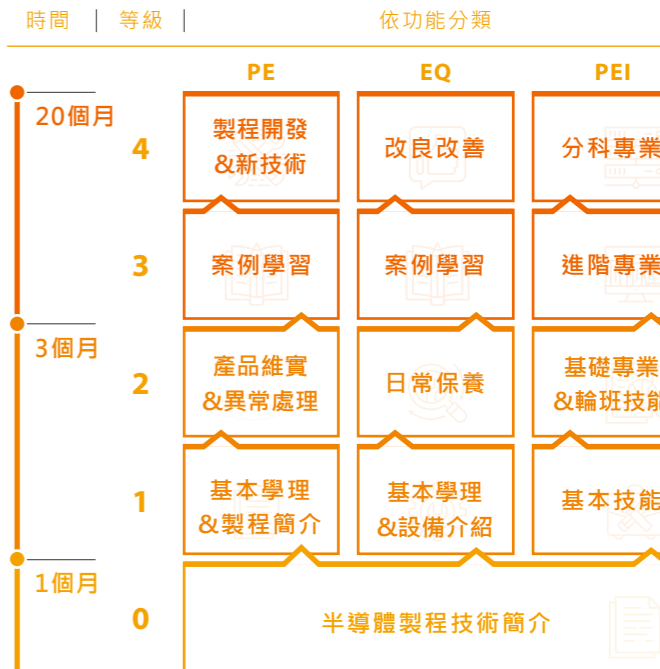 時間 | 等級 | 依功能分類
PE EQ PEI
20個月
4
製程開發
&新技術
改良改善
分科專業
3
案例學習
案例學習
進階專業
3個月
2
產品維實
&異常處理
日常保養
基礎專業
&輪班技能
1
基本學理
&製程簡介
基本學理
&設備介紹
基本技能
1個月
0
半導體製程技術簡介